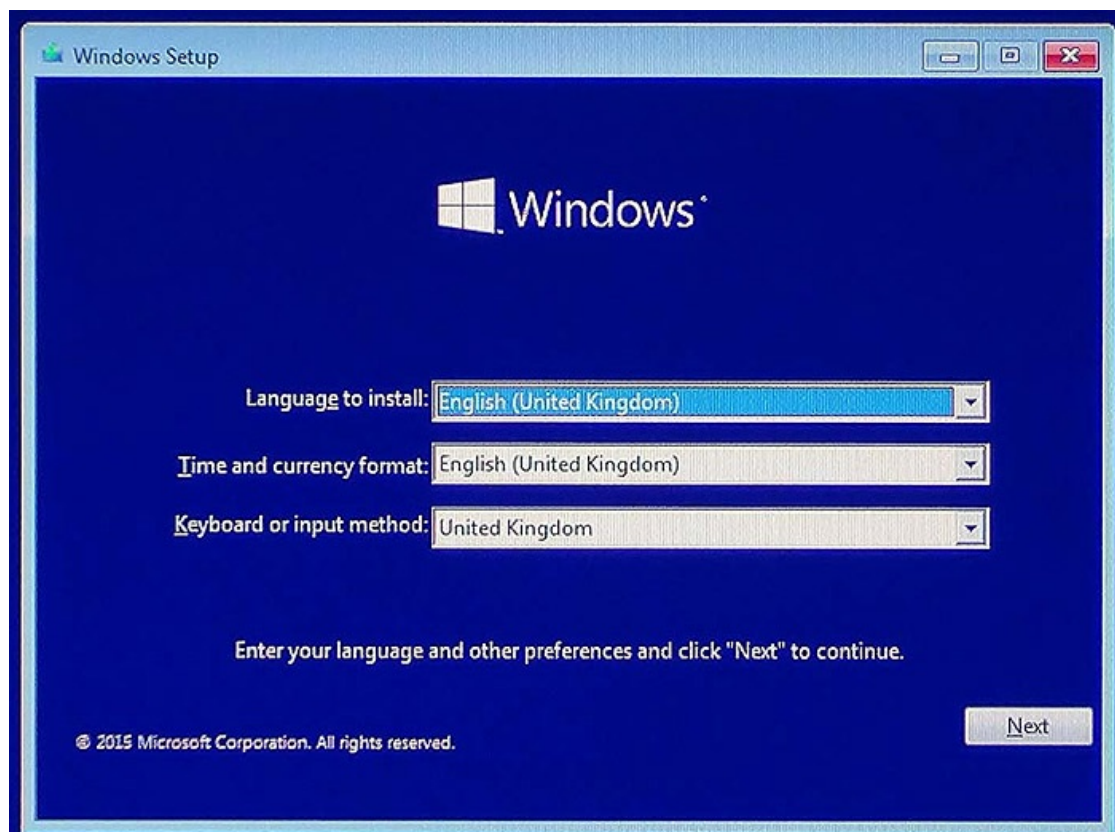 Windows Setup
Windows
Language to install: English (United Kingdom)
Time and currency format: English (United Kingdom)
Keyboard or input method: United Kingdom
Enter your language and other preferences and click "Next" to continue.
Next
© 2015 Microsoft Corporation. All rights reserved.